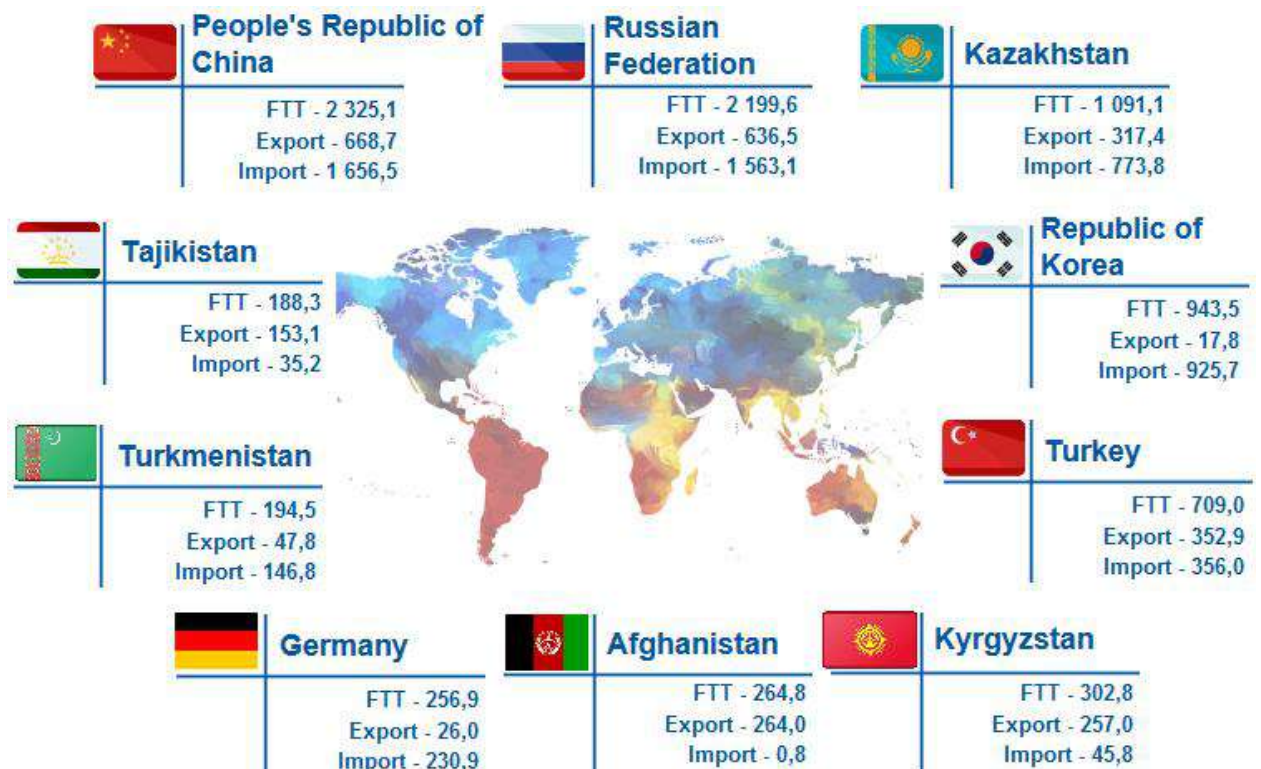 People's Republic of
China
FTT - 2 325,1
Export - 668,7
Import - 1 656,5
Russian
Federation
FTT - 2 199,6
Export - 636,5
Import - 1 563,1
Kazakhstan
FTT - 1 091,1
Export - 317,4
Import - 773,8
Tajikistan
FTT - 188,3
Export - 153,1
Import - 35,2
Republic of
Korea
FTT - 943,5
Export - 17,8
Import - 925,7
Turkmenistan
FTT - 194,5
Export - 47,8
Import - 146,8
Turkey
FTT - 709,0
Export - 352,9
Import - 356,0
Germany
FTT - 256,9
Export - 26,0
Import - 230,9
Afghanistan
FTT - 264,8
Export - 264,0
Import - 0,8
Kyrgyzstan
FTT - 302,8
Export - 257,0
Import - 45,8